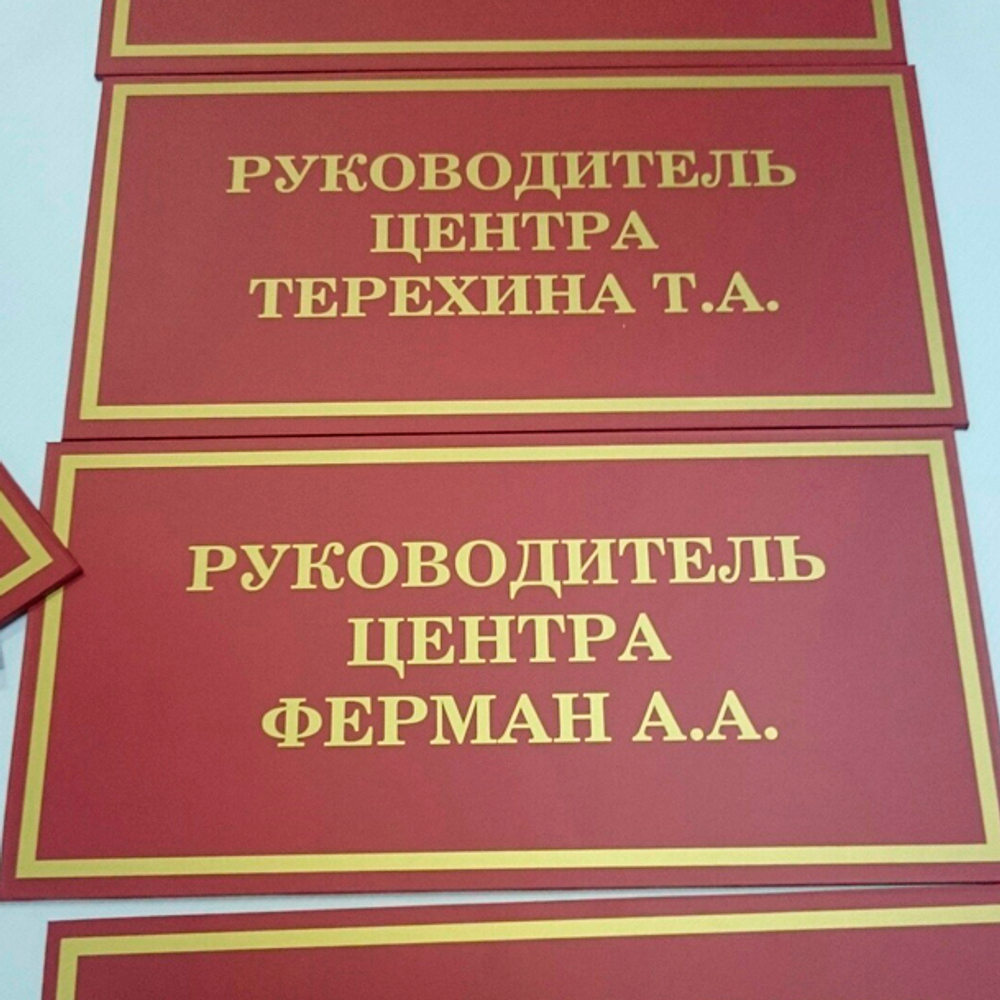 РУКОВОДИТЕЛЬ
ЦЕНТРА
ТЕРЕХИНА Т.А.
РУКОВОДИТЕЛЬ
ЦЕНТРА
ФЕРМАН А.А.